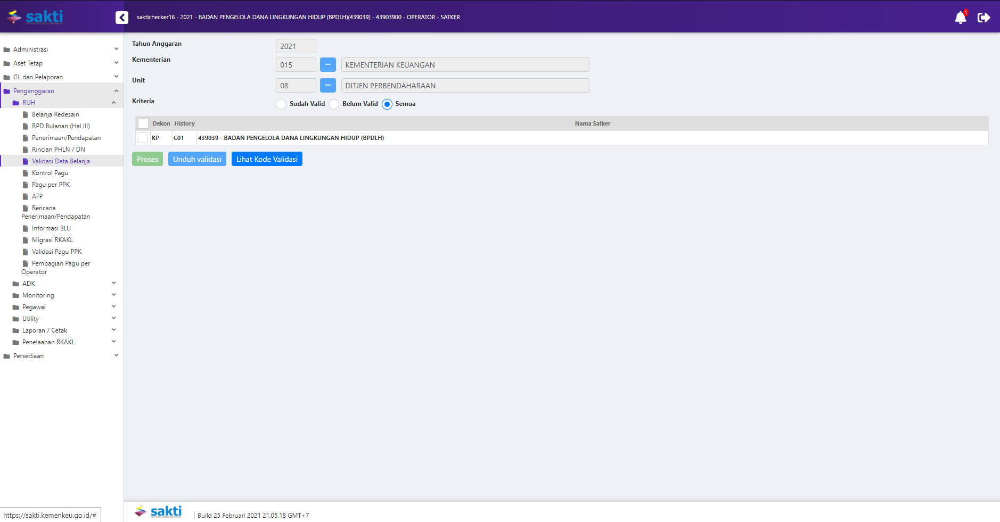 sakti
saktichecker16 - 2021 - BADAN PENGELOLA DANA LINGKUNGAN HIDUP (BPDLH)(439039) - 43903900 - OPERATOR - SATKER
1
Administrasi
Aset Tetap
GL dan Pelaporan
Penganggaran
RUH
Belanja Redesain
RPD Bulanan (Hal III)
Penerimaan/Pendapatan
Rincian PHLN / DN
Validasi Data Belanja
Kontrol Pagu
Pagu per PPK
AFP
Rencana
Penerimaan/Pendapatan
Informasi BLU
Migrasi RKAKL
Validasi Pagu PPK
Pembagian Pagu per
Operator
ADK
Monitoring
Pegawai
Utility
Laporan / Cetak
Penelaahan RKAKL
Persediaan
Tahun Anggaran 2021
Kementerian 015 ... KEMENTERIAN KEUANGAN
Unit 08 ... DITJEN PERBENDAHARAAN
Kriteria Sudah Valid Belum Valid Semua
Dekon History Nama Satker
KP C01 439039 - BADAN PENGELOLA DANA LINGKUNGAN HIDUP (BPDLH)
Proses Unduh validasi Lihat Kode Validasi
https://sakti.kemenkeu.go.id/#
sakti
Build 25 Februari 2021 21.05.18 GMT+7